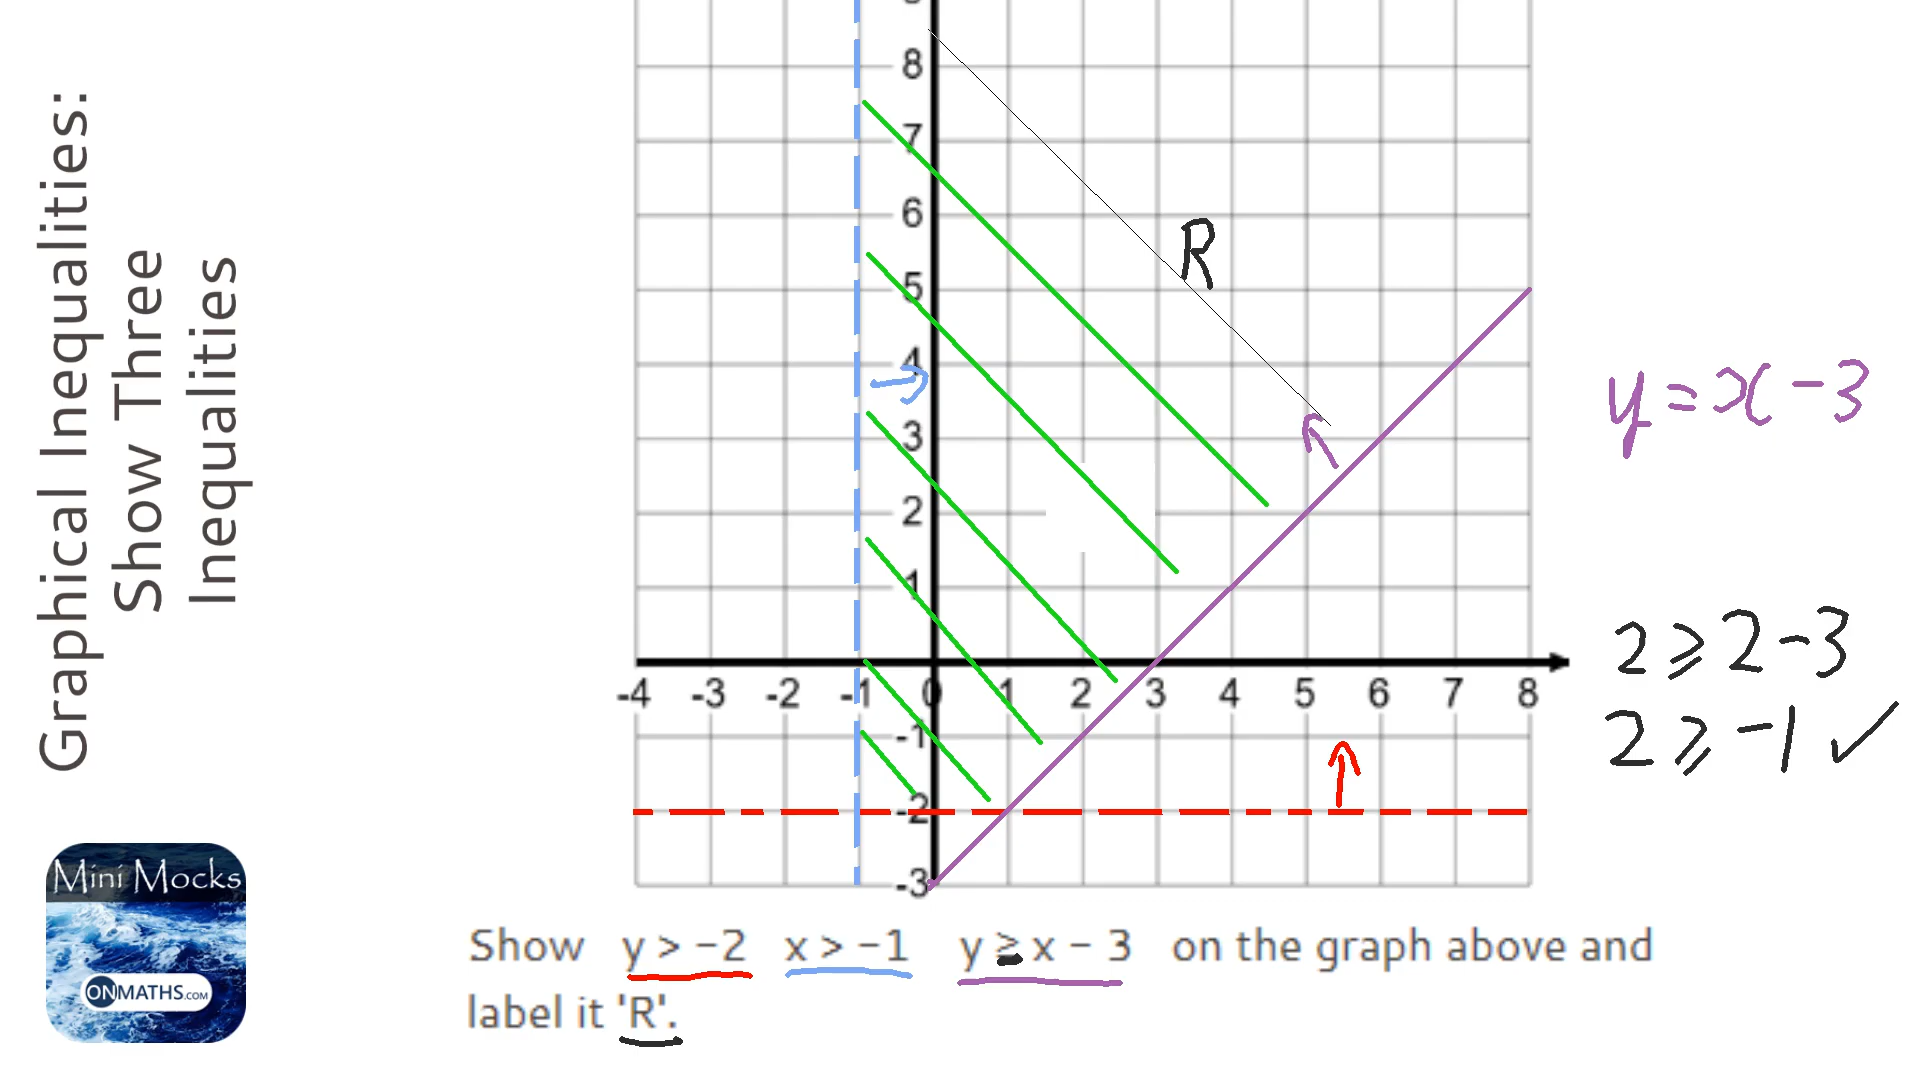 Graphical Inequalities:
Show Three
Inequalities
8
7
6
5
4
3
2
1
-4 -3 -2 -1 0 1 2 3 4 5 6 7 8
-1
-2
-3
R
y = x - 3
2 ⩾ 2 - 3
2 ⩾ -1 ✓
Show y > -2 x > -1 y ≥ x - 3 on the graph above and
label it 'R'.
Mini Mocks
ONMATHS.COM